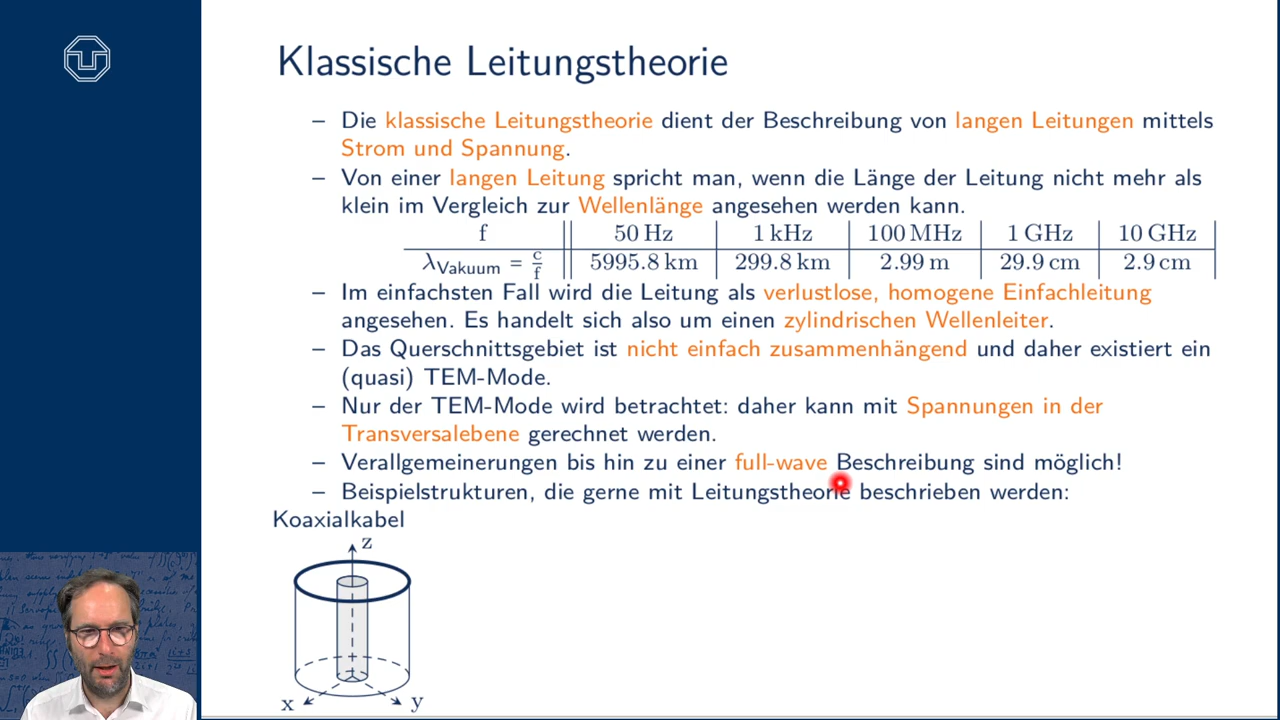 Klassische Leitungstheorie
– Die klassische Leitungstheorie dient der Beschreibung von langen Leitungen mittels
Strom und Spannung.
– Von einer langen Leitung spricht man, wenn die Länge der Leitung nicht mehr als
klein im Vergleich zur Wellenlänge angesehen werden kann.
f 50 Hz 1 kHz 100 MHz 1 GHz 10 GHz
λVakuum = c/f 5995.8 km 299.8 km 2.99 m 29.9 cm 2.9 cm
– Im einfachsten Fall wird die Leitung als verlustlose, homogene Einfachleitung
angesehen. Es handelt sich also um einen zylindrischen Wellenleiter.
– Das Querschnittsgebiet ist nicht einfach zusammenhängend und daher existiert ein
(quasi) TEM-Mode.
– Nur der TEM-Mode wird betrachtet: daher kann mit Spannungen in der
Transversalebene gerechnet werden.
– Verallgemeinerungen bis hin zu einer full-wave Beschreibung sind möglich!
– Beispielstrukturen, die gerne mit Leitungstheorie beschrieben werden:
Koaxialkabel
z
x
y